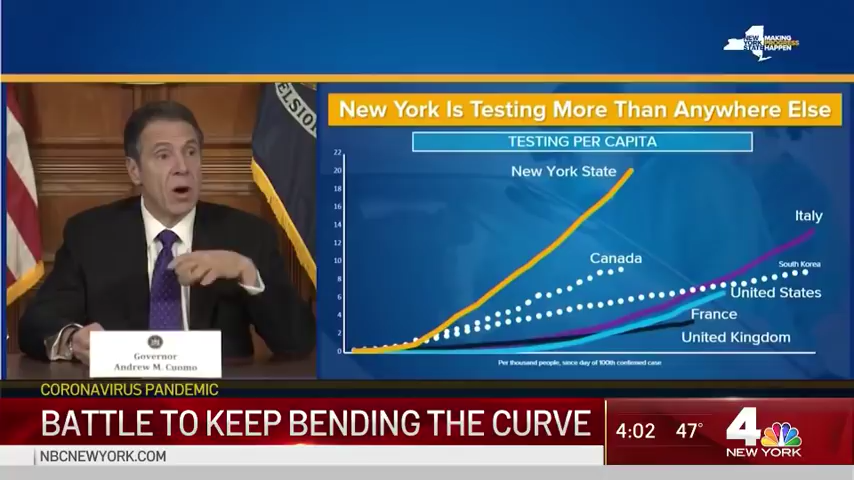 NEW YORK STATE
MAKING PROGRESS HAPPEN
ELSIO
New York Is Testing More Than Anywhere Else
TESTING PER CAPITA
22
20
18
16
14
12
10
8
6
4
2
0
New York State
Italy
Canada
South Korea
United States
France
United Kingdom
Per thousand people, since day of 100th confirmed case
Governor
Andrew M. Cuomo
CORONAVIRUS PANDEMIC
BATTLE TO KEEP BENDING THE CURVE
4:02 47°
4
NEW YORK
NBCNEWYORK.COM